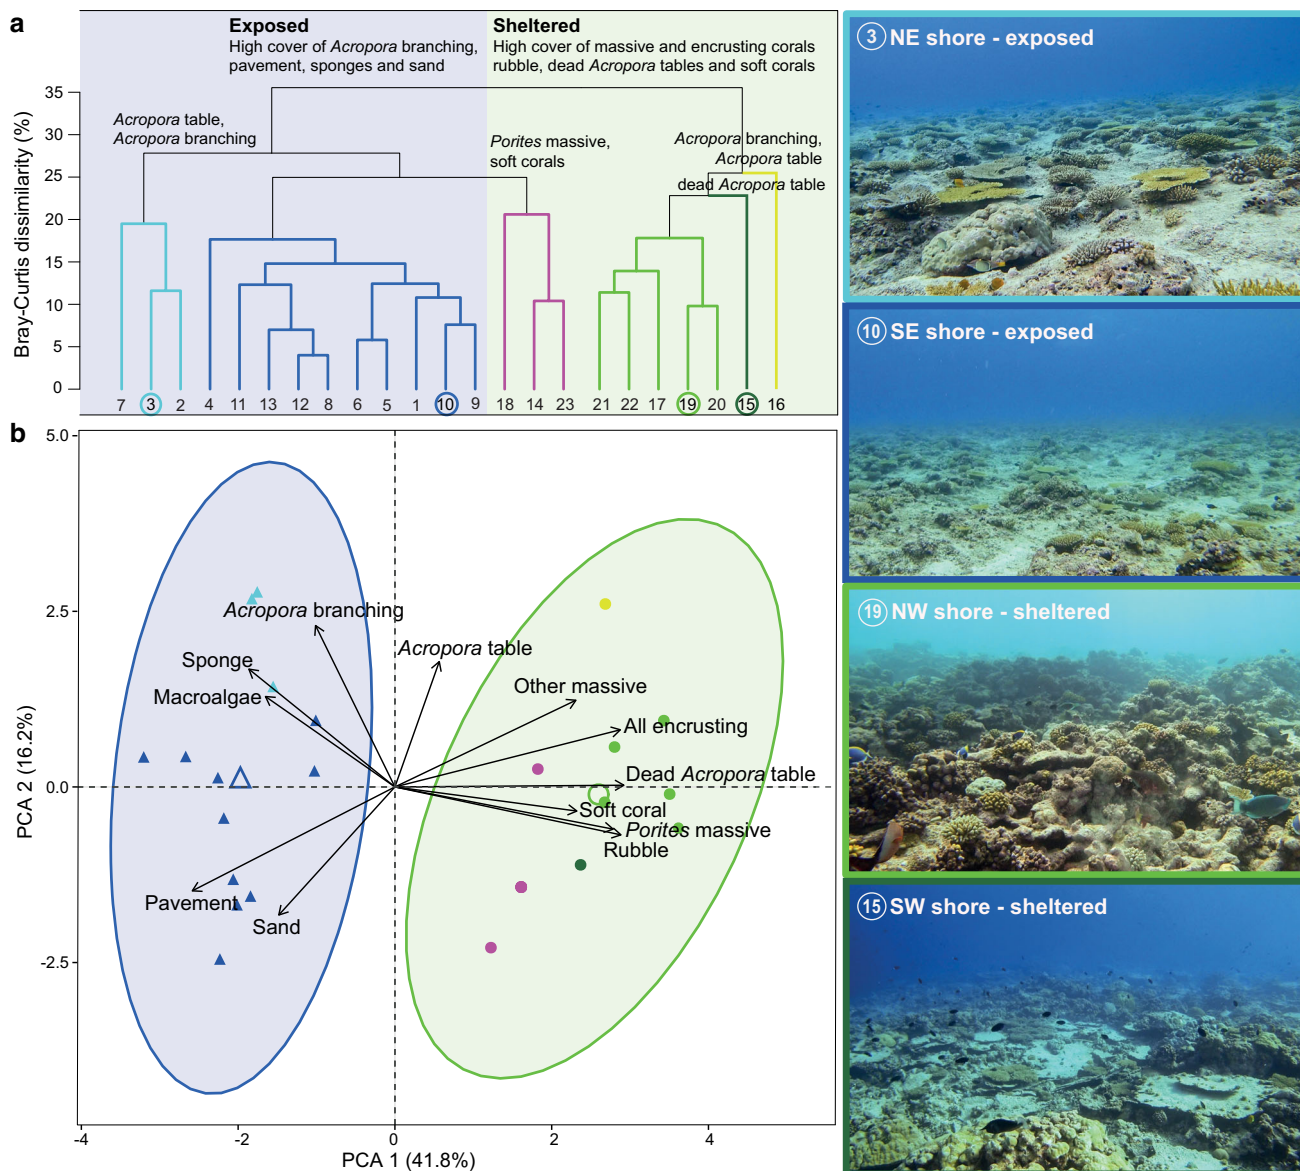 a
Exposed
High cover of Acropora branching,
pavement, sponges and sand
Sheltered
High cover of massive and encrusting corals
rubble, dead Acropora tables and soft corals
Bray-Curtis dissimilarity (%)
35
30
25
20
15
10
5
0
Acropora table,
Acropora branching
Porites massive,
soft corals
Acropora branching,
Acropora table
dead Acropora table
7 3 2 4 11 13 12 8 6 5 1 10 9 18 14 23 21 22 17 19 20 15 16
b
PCA 2 (16.2%)
5.0
2.5
0.0
-2.5
Acropora branching
Acropora table
Sponge
Macroalgae
Other massive
All encrusting
Dead Acropora table
Soft coral
Porites massive
Rubble
Pavement
Sand
-4 -2 0 2 4
PCA 1 (41.8%)
3 NE shore - exposed
10 SE shore - exposed
19 NW shore - sheltered
15 SW shore - sheltered